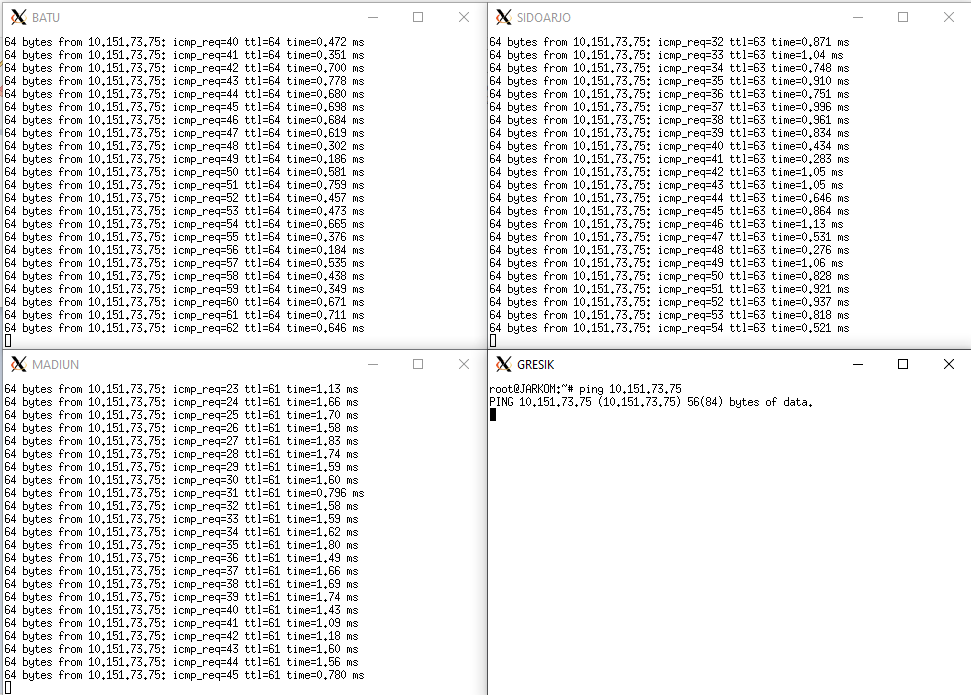 BATU
64 bytes from 10.151.73.75: icmp_req=40 ttl=64 time=0.472 ms
64 bytes from 10.151.73.75: icmp_req=41 ttl=64 time=0.351 ms
64 bytes from 10.151.73.75: icmp_req=42 ttl=64 time=0.700 ms
64 bytes from 10.151.73.75: icmp_req=43 ttl=64 time=0.778 ms
64 bytes from 10.151.73.75: icmp_req=44 ttl=64 time=0.680 ms
64 bytes from 10.151.73.75: icmp_req=45 ttl=64 time=0.698 ms
64 bytes from 10.151.73.75: icmp_req=46 ttl=64 time=0.684 ms
64 bytes from 10.151.73.75: icmp_req=47 ttl=64 time=0.619 ms
64 bytes from 10.151.73.75: icmp_req=48 ttl=64 time=0.302 ms
64 bytes from 10.151.73.75: icmp_req=49 ttl=64 time=0.186 ms
64 bytes from 10.151.73.75: icmp_req=50 ttl=64 time=0.581 ms
64 bytes from 10.151.73.75: icmp_req=51 ttl=64 time=0.759 ms
64 bytes from 10.151.73.75: icmp_req=52 ttl=64 time=0.457 ms
64 bytes from 10.151.73.75: icmp_req=53 ttl=64 time=0.473 ms
64 bytes from 10.151.73.75: icmp_req=54 ttl=64 time=0.665 ms
64 bytes from 10.151.73.75: icmp_req=55 ttl=64 time=0.376 ms
64 bytes from 10.151.73.75: icmp_req=56 ttl=64 time=0.184 ms
64 bytes from 10.151.73.75: icmp_req=57 ttl=64 time=0.535 ms
64 bytes from 10.151.73.75: icmp_req=58 ttl=64 time=0.438 ms
64 bytes from 10.151.73.75: icmp_req=59 ttl=64 time=0.349 ms
64 bytes from 10.151.73.75: icmp_req=60 ttl=64 time=0.671 ms
64 bytes from 10.151.73.75: icmp_req=61 ttl=64 time=0.711 ms
64 bytes from 10.151.73.75: icmp_req=62 ttl=64 time=0.646 ms
SIDOARJO
64 bytes from 10.151.73.75: icmp_req=32 ttl=63 time=0.871 ms
64 bytes from 10.151.73.75: icmp_req=33 ttl=63 time=1.04 ms
64 bytes from 10.151.73.75: icmp_req=34 ttl=63 time=0.748 ms
64 bytes from 10.151.73.75: icmp_req=35 ttl=63 time=0.910 ms
64 bytes from 10.151.73.75: icmp_req=36 ttl=63 time=0.751 ms
64 bytes from 10.151.73.75: icmp_req=37 ttl=63 time=0.996 ms
64 bytes from 10.151.73.75: icmp_req=38 ttl=63 time=0.961 ms
64 bytes from 10.151.73.75: icmp_req=39 ttl=63 time=0.834 ms
64 bytes from 10.151.73.75: icmp_req=40 ttl=63 time=0.434 ms
64 bytes from 10.151.73.75: icmp_req=41 ttl=63 time=0.283 ms
64 bytes from 10.151.73.75: icmp_req=42 ttl=63 time=1.05 ms
64 bytes from 10.151.73.75: icmp_req=43 ttl=63 time=1.05 ms
64 bytes from 10.151.73.75: icmp_req=44 ttl=63 time=0.646 ms
64 bytes from 10.151.73.75: icmp_req=45 ttl=63 time=0.864 ms
64 bytes from 10.151.73.75: icmp_req=46 ttl=63 time=1.13 ms
64 bytes from 10.151.73.75: icmp_req=47 ttl=63 time=0.531 ms
64 bytes from 10.151.73.75: icmp_req=48 ttl=63 time=0.276 ms
64 bytes from 10.151.73.75: icmp_req=49 ttl=63 time=1.06 ms
64 bytes from 10.151.73.75: icmp_req=50 ttl=63 time=0.828 ms
64 bytes from 10.151.73.75: icmp_req=51 ttl=63 time=0.921 ms
64 bytes from 10.151.73.75: icmp_req=52 ttl=63 time=0.937 ms
64 bytes from 10.151.73.75: icmp_req=53 ttl=63 time=0.818 ms
64 bytes from 10.151.73.75: icmp_req=54 ttl=63 time=0.521 ms
MADIUN
64 bytes from 10.151.73.75: icmp_req=23 ttl=61 time=1.13 ms
64 bytes from 10.151.73.75: icmp_req=24 ttl=61 time=1.66 ms
64 bytes from 10.151.73.75: icmp_req=25 ttl=61 time=1.70 ms
64 bytes from 10.151.73.75: icmp_req=26 ttl=61 time=1.58 ms
64 bytes from 10.151.73.75: icmp_req=27 ttl=61 time=1.83 ms
64 bytes from 10.151.73.75: icmp_req=28 ttl=61 time=1.74 ms
64 bytes from 10.151.73.75: icmp_req=29 ttl=61 time=1.59 ms
64 bytes from 10.151.73.75: icmp_req=30 ttl=61 time=1.60 ms
64 bytes from 10.151.73.75: icmp_req=31 ttl=61 time=0.796 ms
64 bytes from 10.151.73.75: icmp_req=32 ttl=61 time=1.58 ms
64 bytes from 10.151.73.75: icmp_req=33 ttl=61 time=1.59 ms
64 bytes from 10.151.73.75: icmp_req=34 ttl=61 time=1.62 ms
64 bytes from 10.151.73.75: icmp_req=35 ttl=61 time=1.80 ms
64 bytes from 10.151.73.75: icmp_req=36 ttl=61 time=1.49 ms
64 bytes from 10.151.73.75: icmp_req=37 ttl=61 time=1.66 ms
64 bytes from 10.151.73.75: icmp_req=38 ttl=61 time=1.69 ms
64 bytes from 10.151.73.75: icmp_req=39 ttl=61 time=1.74 ms
64 bytes from 10.151.73.75: icmp_req=40 ttl=61 time=1.43 ms
64 bytes from 10.151.73.75: icmp_req=41 ttl=61 time=1.09 ms
64 bytes from 10.151.73.75: icmp_req=42 ttl=61 time=1.18 ms
64 bytes from 10.151.73.75: icmp_req=43 ttl=61 time=1.60 ms
64 bytes from 10.151.73.75: icmp_req=44 ttl=61 time=1.56 ms
64 bytes from 10.151.73.75: icmp_req=45 ttl=61 time=0.780 ms
GRESIK
root@JARKOM:~# ping 10.151.73.75
PING 10.151.73.75 (10.151.73.75) 56(84) bytes of data.